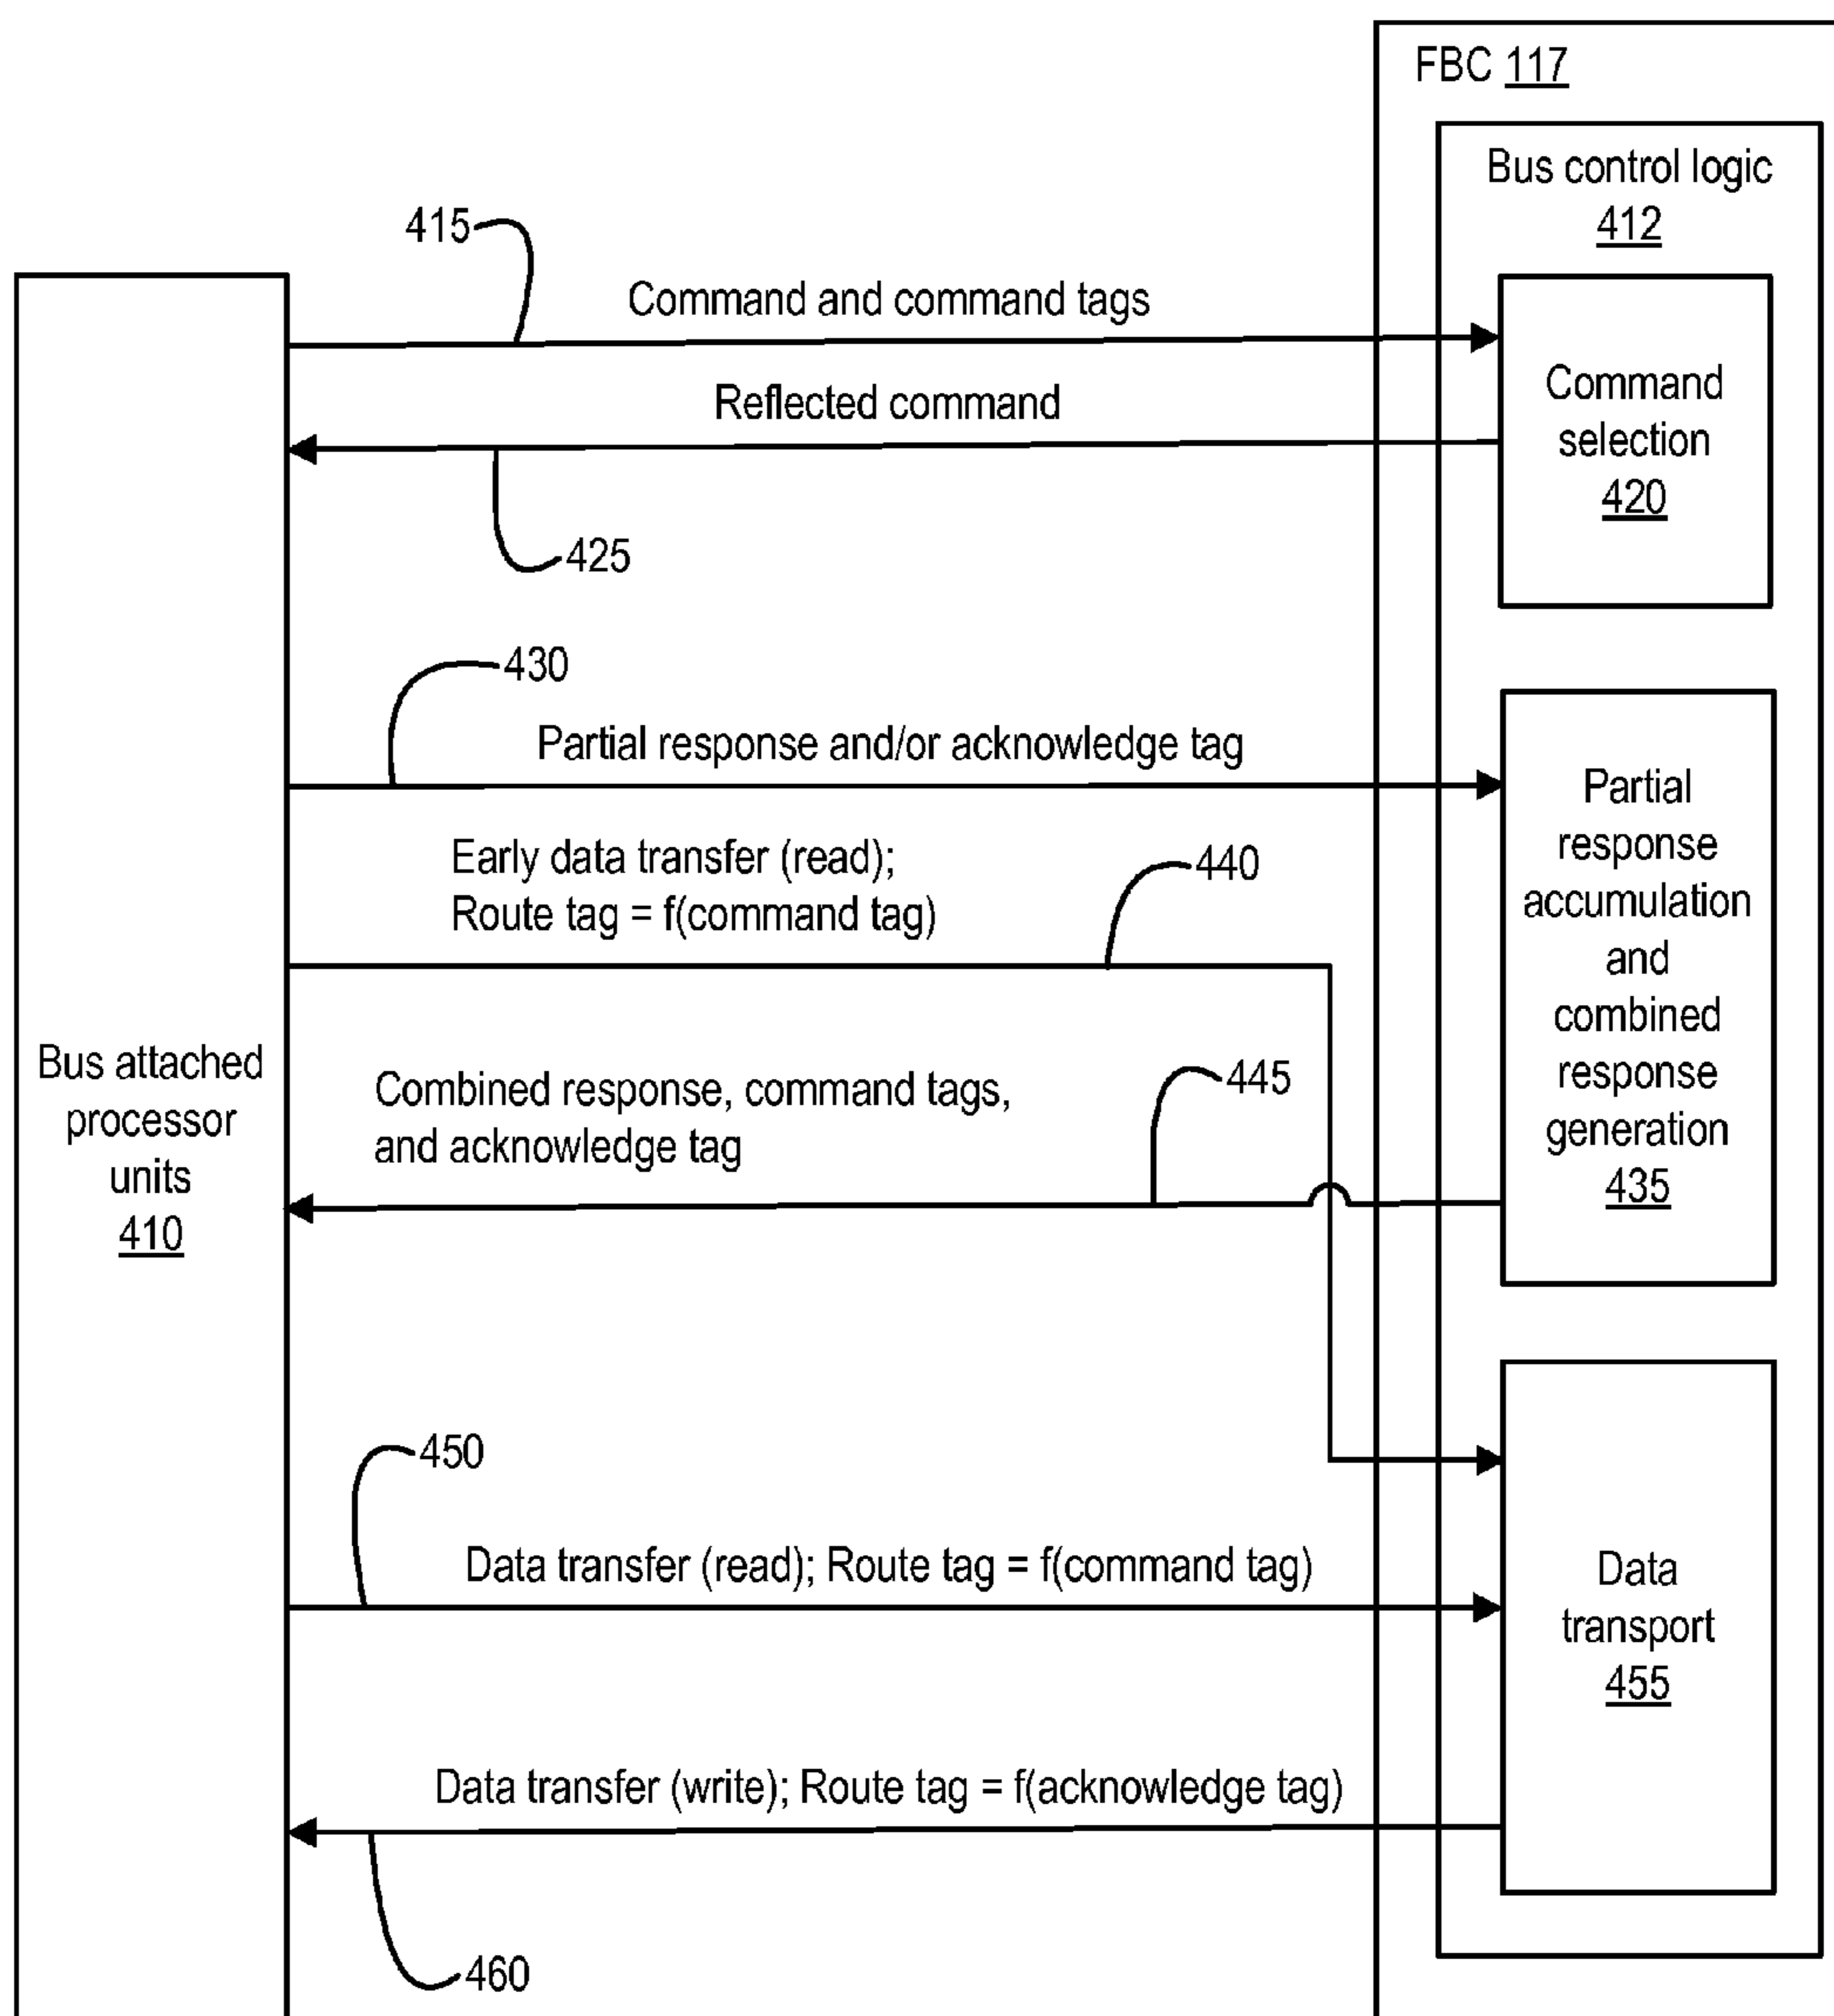 FBC 117
Bus control logic
412
415
Command and command tags
Reflected command
Command
selection
420
425
430
Partial response and/or acknowledge tag
Early data transfer (read);
Route tag = f(command tag)
440
Partial
response
accumulation
and
combined
response
generation
435
Bus attached
processor
units
410
Combined response, command tags,
and acknowledge tag
445
450
Data transfer (read); Route tag = f(command tag)
Data
transport
455
Data transfer (write); Route tag = f(acknowledge tag)
460